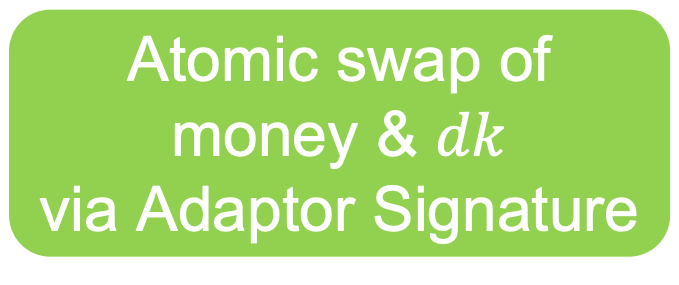 Atomic swap of
money & dk
via Adaptor Signature